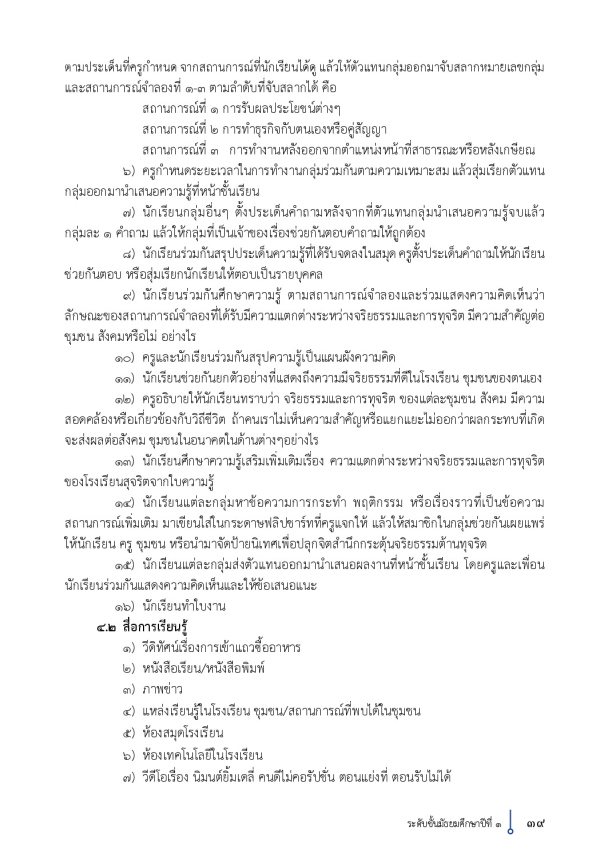 ตามประเด็นที่ครูกำหนด จากสถานการณ์ที่นักเรียนได้ดู แล้วให้ตัวแทนกลุ่มออกมาจับสลากหมายเลขกลุ่ม
และสถานการณ์จำลองที่ ๑-๓ ตามลำดับที่จับสลากได้ คือ
สถานการณ์ที่ ๑ การรับผลประโยชน์ต่างๆ
สถานการณ์ที่ ๒ การทำธุรกิจกับตนเองหรือคู่สัญญา
สถานการณ์ที่ ๓ การทำงานหลังออกจากตำแหน่งหน้าที่สาธารณะหรือหลังเกษียณ
๖) ครูกำหนดระยะเวลาในการทำงานกลุ่มร่วมกันตามความเหมาะสม แล้วสุ่มเรียกตัวแทน
กลุ่มออกมานำเสนอความรู้ที่หน้าชั้นเรียน
๗) นักเรียนกลุ่มอื่นๆ ตั้งประเด็นคำถามหลังจากที่ตัวแทนกลุ่มนำเสนอความรู้จบแล้ว
กลุ่มละ ๑ คำถาม แล้วให้กลุ่มที่เป็นเจ้าของเรื่องช่วยกันตอบคำถามให้ถูกต้อง
๘) นักเรียนร่วมกันสรุปประเด็นความรู้ที่ได้รับจดลงในสมุด ครูตั้งประเด็นคำถามให้นักเรียน
ช่วยกันตอบ หรือสุ่มเรียกนักเรียนให้ตอบเป็นรายบุคคล
๙) นักเรียนร่วมกันศึกษาความรู้ ตามสถานการณ์จำลองและร่วมแสดงความคิดเห็นว่า
ลักษณะของสถานการณ์จำลองที่ได้รับมีความแตกต่างระหว่างจริยธรรมและการทุจริต มีความสำคัญต่อ
ชุมชน สังคมหรือไม่ อย่างไร
๑๐) ครูและนักเรียนร่วมกันสรุปความรู้เป็นแผนผังความคิด
๑๑) นักเรียนช่วยกันยกตัวอย่างที่แสดงถึงความมีจริยธรรมที่ดีในโรงเรียน ชุมชนของตนเอง
๑๒) ครูอธิบายให้นักเรียนทราบว่า จริยธรรมและการทุจริต ของแต่ละชุมชน สังคม มีความ
สอดคล้องหรือเกี่ยวข้องกับวิถีชีวิต ถ้าคนเราไม่เห็นความสำคัญหรือแยกแยะไม่ออกว่าผลกระทบที่เกิด
จะส่งผลต่อสังคม ชุมชนในอนาคตในด้านต่างๆอย่างไร
๑๓) นักเรียนศึกษาความรู้เสริมเพิ่มเติมเรื่อง ความแตกต่างระหว่างจริยธรรมและการทุจริต
ของโรงเรียนสุจริตจากใบความรู้
๑๔) นักเรียนแต่ละกลุ่มหาข้อความการกระทำ พฤติกรรม หรือเรื่องราวที่เป็นข้อความ
สถานการณ์เพิ่มเติม มาเขียนใส่ในกระดาษฟลิปชาร์ทที่ครูแจกให้ แล้วให้สมาชิกในกลุ่มช่วยกันเผยแพร่
ให้นักเรียน ครู ชุมชน หรือนำมาจัดป้ายนิเทศเพื่อปลุกจิตสำนึกกระตุ้นจริยธรรมต้านทุจริต
๑๕) นักเรียนแต่ละกลุ่มส่งตัวแทนออกมานำเสนอผลงานที่หน้าชั้นเรียน โดยครูและเพื่อน
นักเรียนร่วมกันแสดงความคิดเห็นและให้ข้อเสนอแนะ
๑๖) นักเรียนทำใบงาน
๔.๒ สื่อการเรียนรู้
๑) วีดิทัศน์เรื่องการเข้าแถวซื้ออาหาร
๒) หนังสือเรียน/หนังสือพิมพ์
๓) ภาพข่าว
๔) แหล่งเรียนรู้ในโรงเรียน ชุมชน/สถานการณ์ที่พบได้ในชุมชน
๕) ห้องสมุดโรงเรียน
๖) ห้องเทคโนโลยีในโรงเรียน
๗) วีดีโอเรื่อง นิมนต์ยิ้มเดลี่ คนดีไม่คอรัปชั่น ตอนแย่งที่ ตอนรับไม่ได้
ระดับชั้นมัธยมศึกษาปีที่ ๑ ๓๙